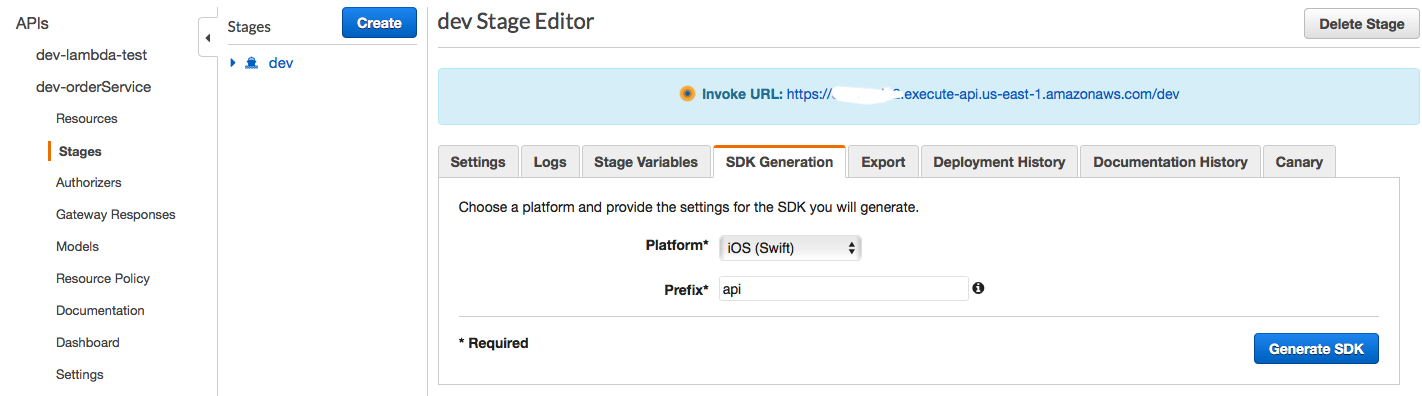 APIs
dev-lambda-test
dev-orderService
Resources
Stages
Authorizers
Gateway Responses
Models
Resource Policy
Documentation
Dashboard
Settings
Stages Create
dev
dev Stage Editor Delete Stage
Invoke URL: https:// .execute-api.us-east-1.amazonaws.com/dev
Settings Logs Stage Variables SDK Generation Export Deployment History Documentation History Canary
Choose a platform and provide the settings for the SDK you will generate.
Platform* iOS (Swift)
Prefix* api
* Required Generate SDK